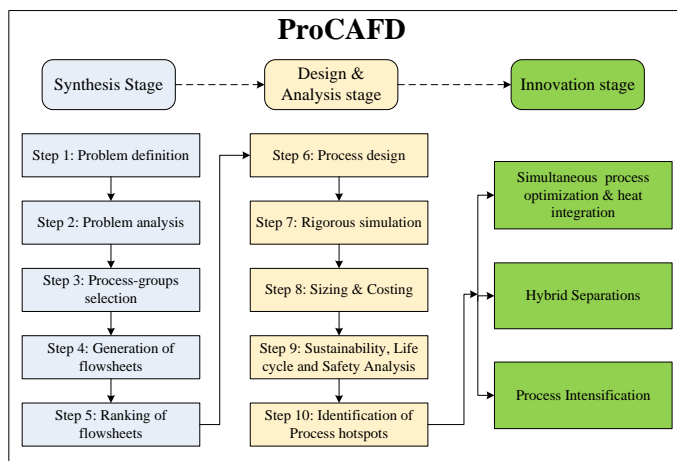 ProCAFD
Synthesis Stage
Design &
Analysis stage
Innovation stage
Step 1: Problem definition
Step 2: Problem analysis
Step 3: Process-groups
selection
Step 4: Generation of
flowsheets
Step 5: Ranking of
flowsheets
Step 6: Process design
Step 7: Rigorous simulation
Step 8: Sizing & Costing
Step 9: Sustainability, Life
cycle and Safety Analysis
Step 10: Identification of
Process hotspots
Simultaneous process
optimization & heat
integration
Hybrid Separations
Process Intensification